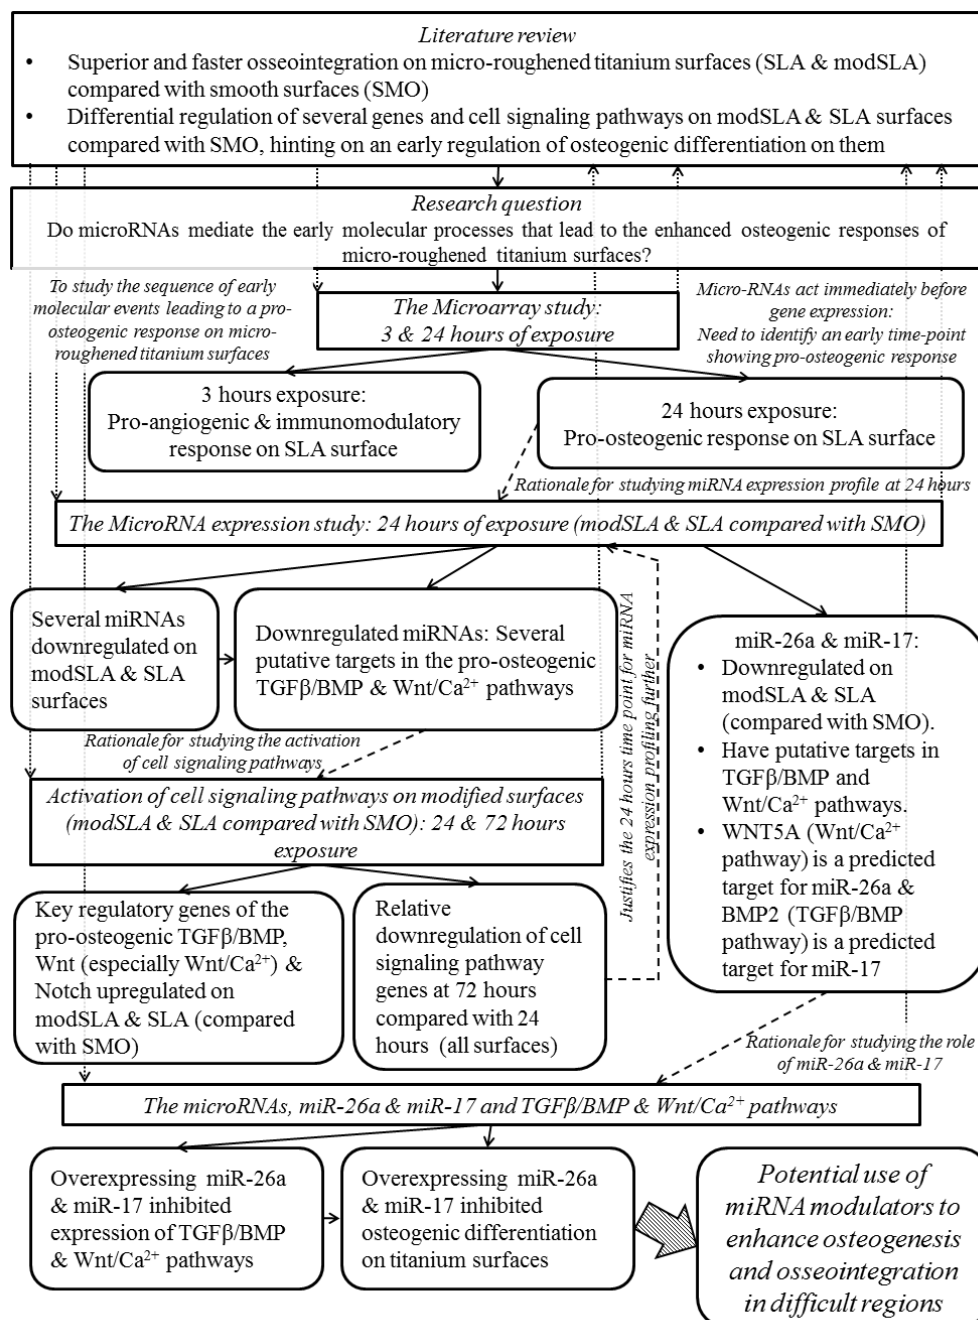 Literature review
• Superior and faster osseointegration on micro-roughened titanium surfaces (SLA & modSLA)
compared with smooth surfaces (SMO)
• Differential regulation of several genes and cell signaling pathways on modSLA & SLA surfaces
compared with SMO, hinting on an early regulation of osteogenic differentiation on them
Research question
Do microRNAs mediate the early molecular processes that lead to the enhanced osteogenic responses of
micro-roughened titanium surfaces?
To study the sequence of early
molecular events leading to a pro-
osteogenic response on micro-
roughened titanium surfaces
The Microarray study:
3 & 24 hours of exposure
Micro-RNAs act immediately before
gene expression:
Need to identify an early time-point
showing pro-osteogenic response
3 hours exposure:
Pro-angiogenic & immunomodulatory
response on SLA surface
24 hours exposure:
Pro-osteogenic response on SLA surface
Rationale for studying miRNA expression profile at 24 hours
The MicroRNA expression study: 24 hours of exposure (modSLA & SLA compared with SMO)
Several miRNAs
downregulated on
modSLA & SLA
surfaces
Downregulated miRNAs: Several
putative targets in the pro-osteogenic
TGFβ/BMP & Wnt/Ca²⁺ pathways
Justifies the 24 hours time point for miRNA
expression profiling further
miR-26a & miR-17:
• Downregulated on
modSLA & SLA
(compared with SMO).
• Have putative targets in
TGFβ/BMP and
Wnt/Ca²⁺ pathways.
• WNT5A (Wnt/Ca²⁺
pathway) is a predicted
target for miR-26a &
BMP2 (TGFβ/BMP
pathway) is a predicted
target for miR-17
Rationale for studying the activation
of cell signaling pathways
Activation of cell signaling pathways on modified surfaces
(modSLA & SLA compared with SMO): 24 & 72 hours
exposure
Key regulatory genes of the
pro-osteogenic TGFβ/BMP,
Wnt (especially Wnt/Ca²⁺) &
Notch upregulated on
modSLA & SLA (compared
with SMO)
Relative
downregulation of cell
signaling pathway
genes at 72 hours
compared with 24
hours (all surfaces)
Rationale for studying the role
of miR-26a & miR-17
The microRNAs, miR-26a & miR-17 and TGFβ/BMP & Wnt/Ca²⁺ pathways
Overexpressing miR-26a
& miR-17 inhibited
expression of TGFβ/BMP
& Wnt/Ca²⁺ pathways
Overexpressing miR-26a
& miR-17 inhibited
osteogenic differentiation
on titanium surfaces
Potential use of
miRNA modulators to
enhance osteogenesis
and osseointegration
in difficult regions